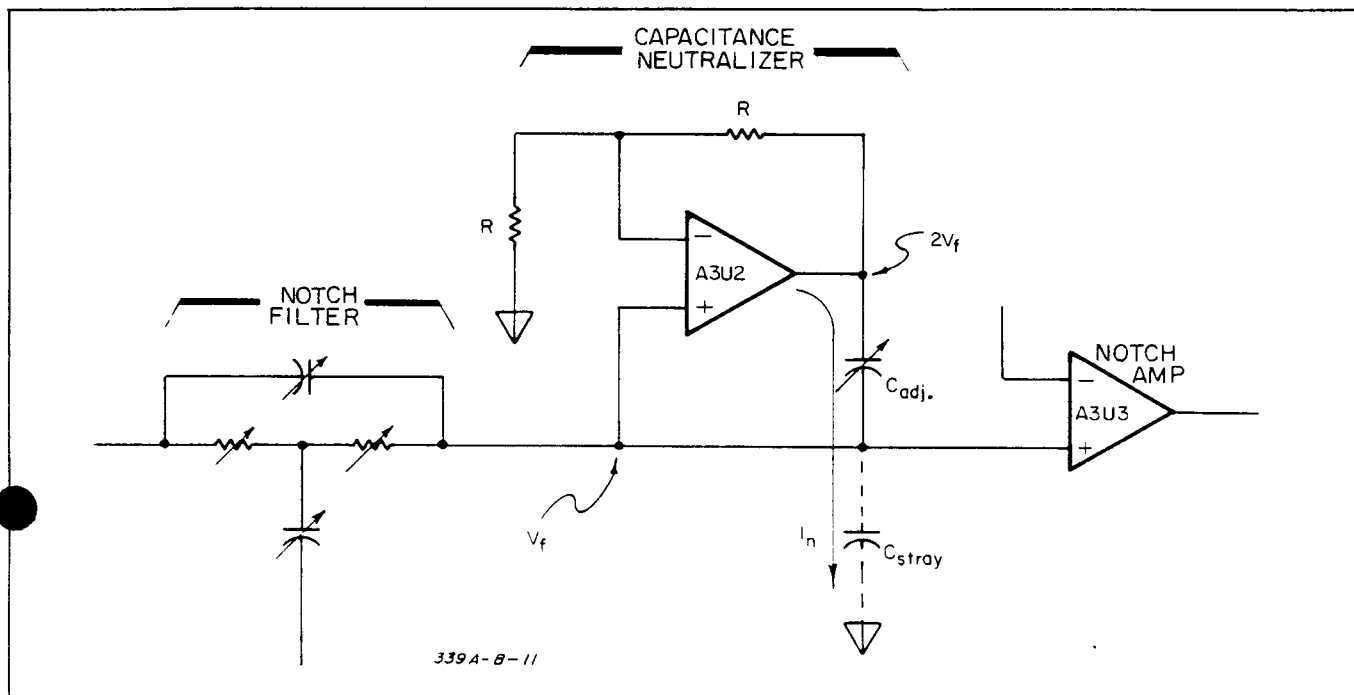 CAPACITANCE
NEUTRALIZER
R
R
−
A3U2
+
2Vf
NOTCH
FILTER
Cadj.
NOTCH
AMP
−
A3U3
+
Vf
In
Cstray
339A-B-11